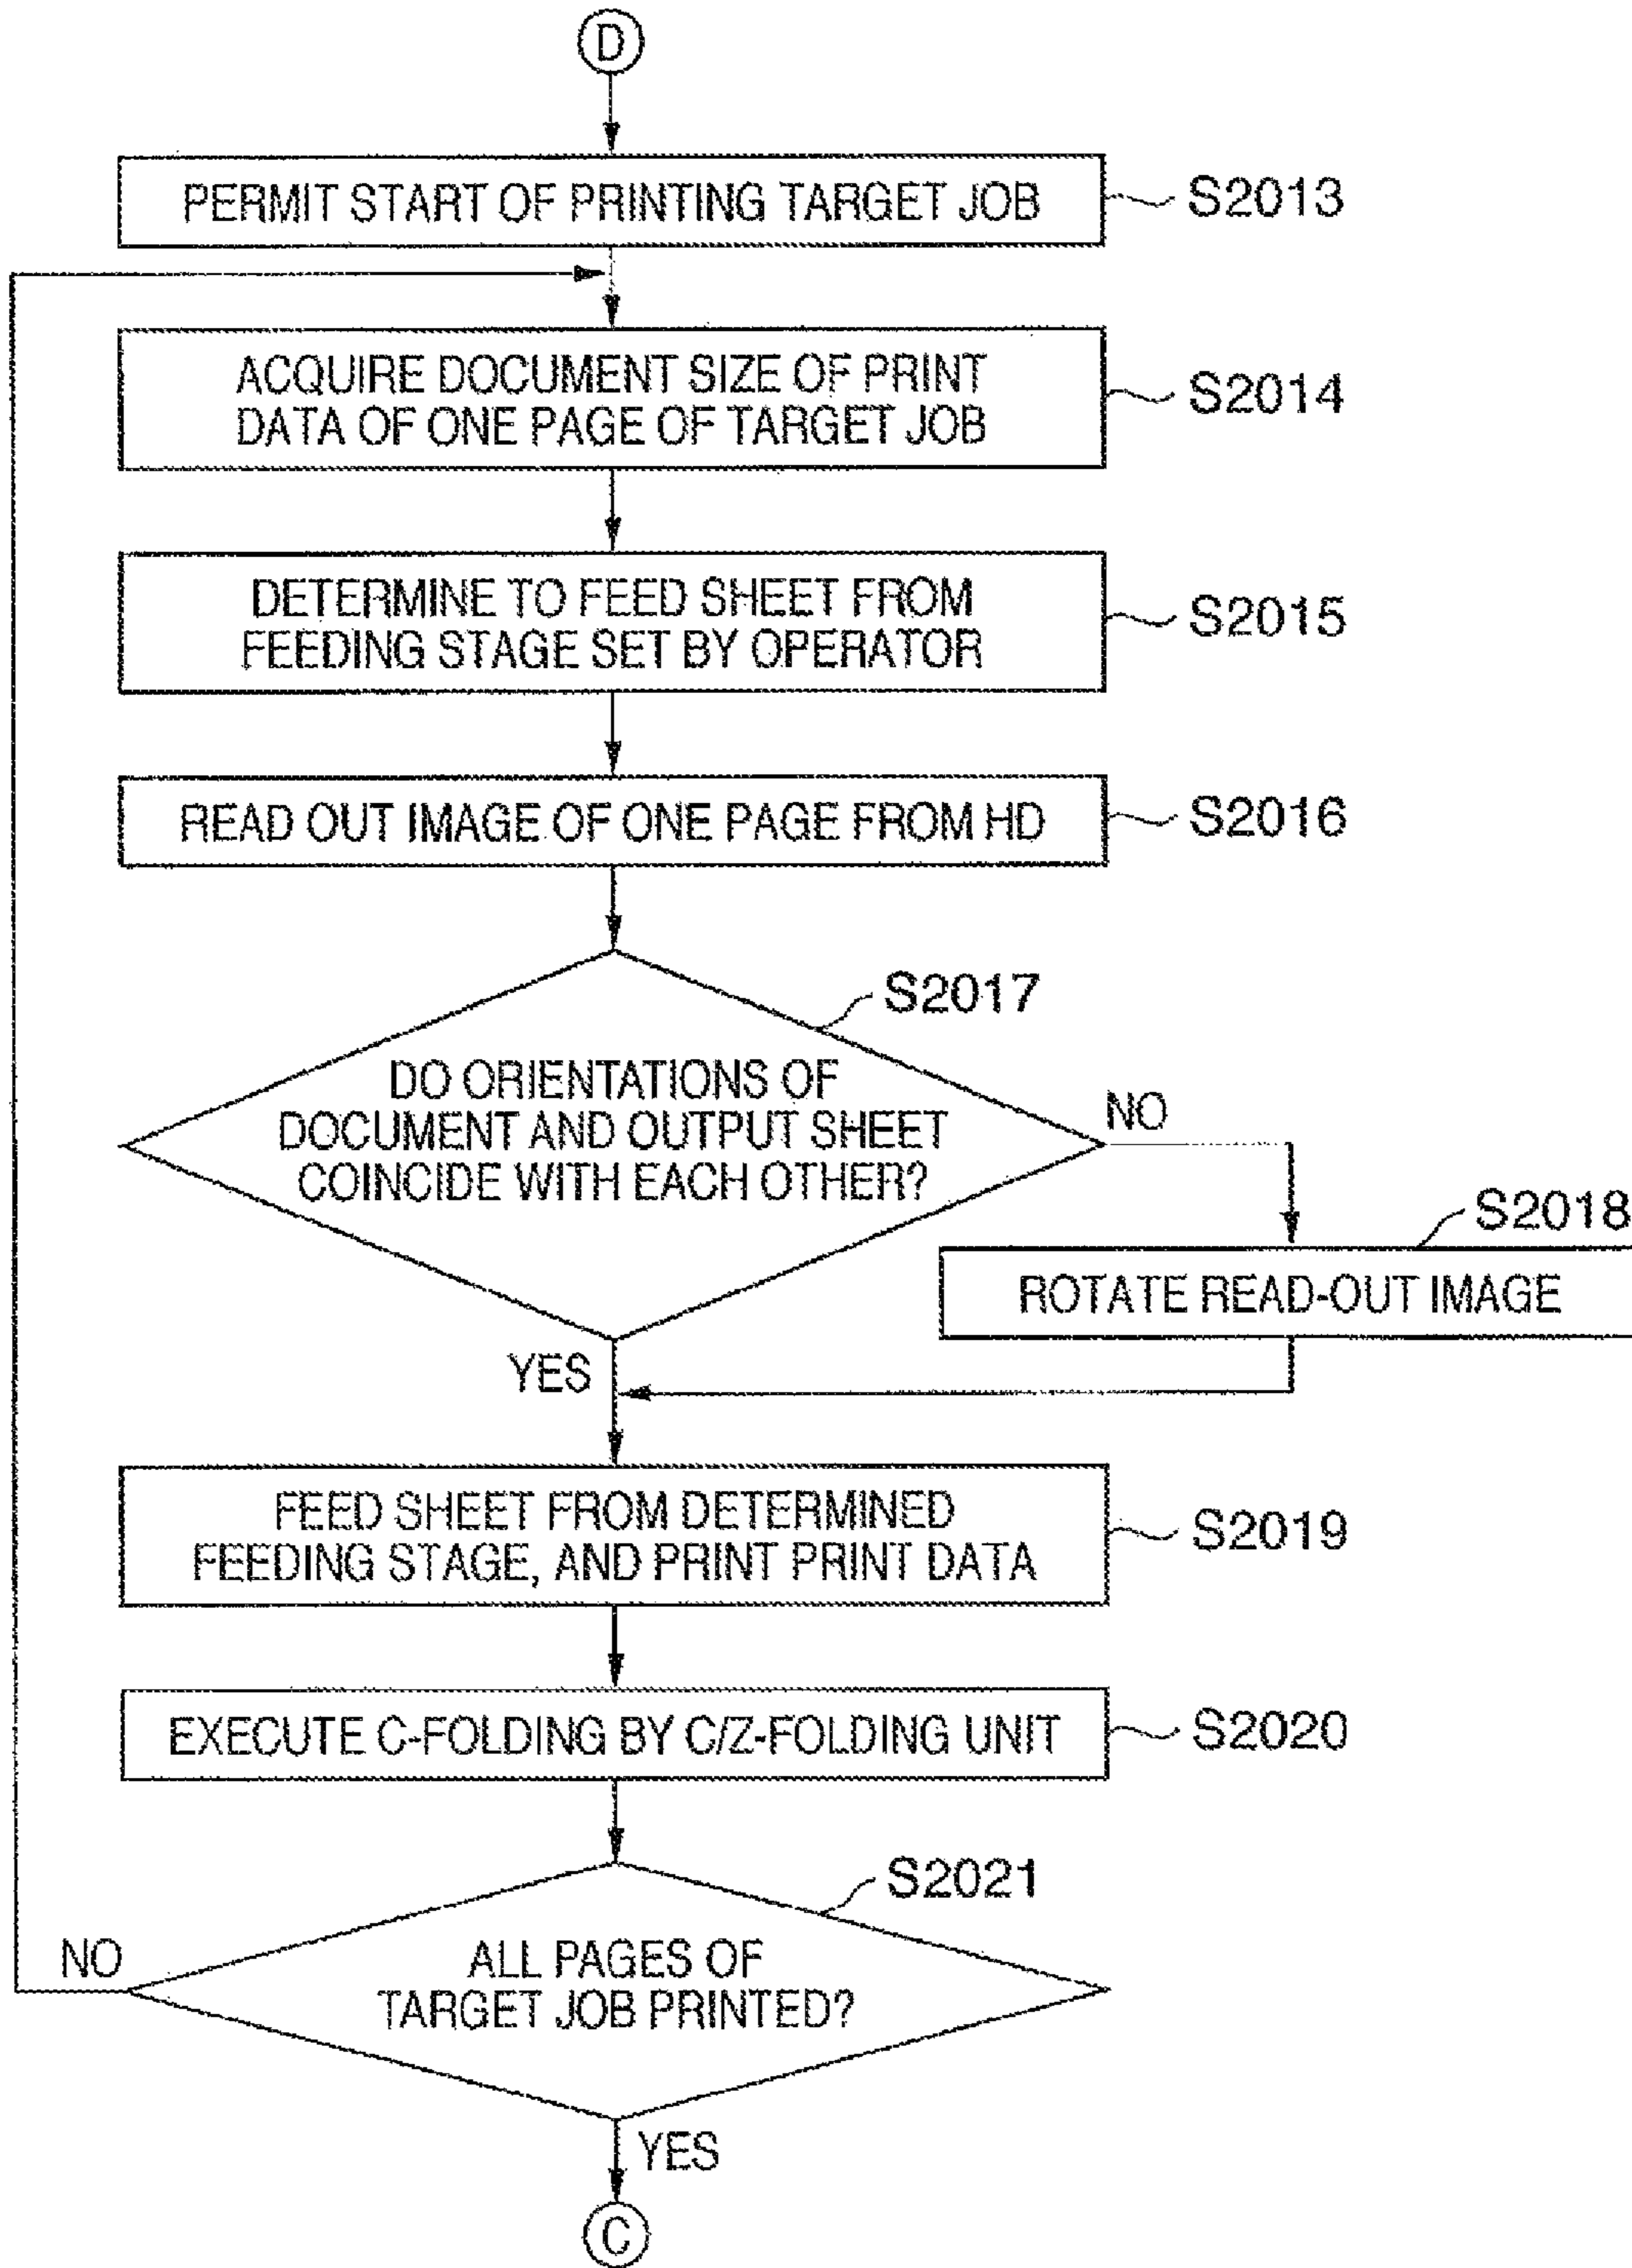 D
PERMIT START OF PRINTING TARGET JOB
S2013
ACQUIRE DOCUMENT SIZE OF PRINT
DATA OF ONE PAGE OF TARGET JOB
S2014
DETERMINE TO FEED SHEET FROM
FEEDING STAGE SET BY OPERATOR
S2015
READ OUT IMAGE OF ONE PAGE FROM HD
S2016
S2017
DO ORIENTATIONS OF
DOCUMENT AND OUTPUT SHEET
COINCIDE WITH EACH OTHER?
NO
S2018
ROTATE READ-OUT IMAGE
YES
FEED SHEET FROM DETERMINED
FEEDING STAGE, AND PRINT PRINT DATA
S2019
EXECUTE C-FOLDING BY C/Z-FOLDING UNIT
S2020
S2021
ALL PAGES OF
TARGET JOB PRINTED?
NO
YES
C